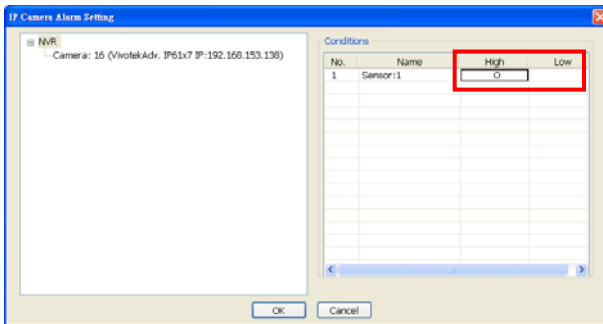 IP Camera Alarm Setting
NVR
Camera: 16 (VivotekAdv. IP61x7 IP:192.168.153.138)
Conditions
No. Name High Low
1 Sensor:1 O
OK Cancel